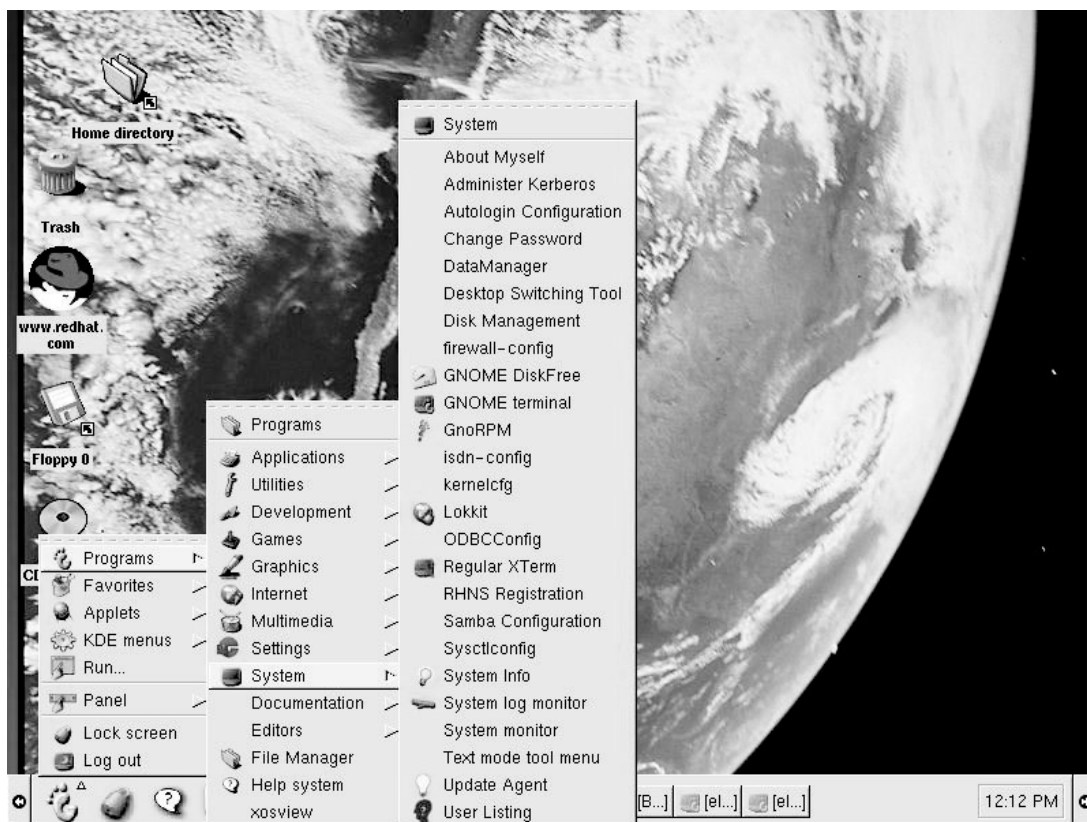 Home directory
Trash
www.redhat.
com
Floppy 0
Programs
Favorites
Applets
KDE menus
Run...
Panel
Lock screen
Log out
Programs
Applications
Utilities
Development
Games
Graphics
Internet
Multimedia
Settings
System
Documentation
Editors
File Manager
Help system
xosview
System
About Myself
Administer Kerberos
Autologin Configuration
Change Password
DataManager
Desktop Switching Tool
Disk Management
firewall-config
GNOME DiskFree
GNOME terminal
GnoRPM
isdn-config
kernelcfg
Lokkit
ODBCConfig
Regular XTerm
RHNS Registration
Samba Configuration
Sysctlconfig
System Info
System log monitor
System monitor
Text mode tool menu
Update Agent
User Listing
[B...] [el...] [el...]
12:12 PM